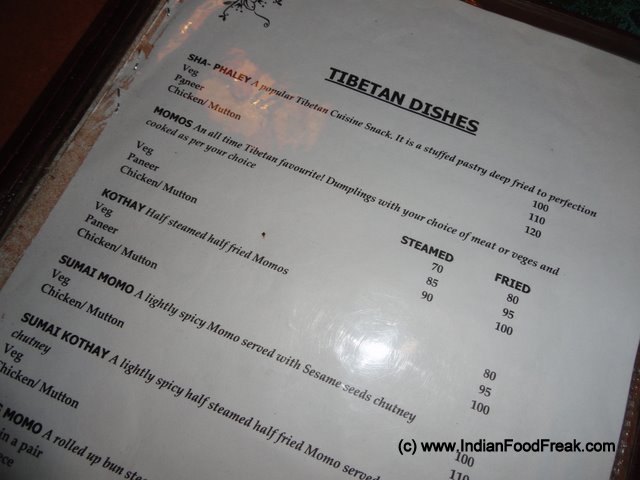 TIBETAN DISHES
SHA- PHALEY A popular Tibetan Cuisine Snack. It is a stuffed pastry deep fried to perfection
Veg 100
Paneer 110
Chicken/ Mutton 120
MOMOS An all time Tibetan favourite! Dumplings with your choice of meat or veges and
cooked as per your choice
STEAMED FRIED
Veg 70 80
Paneer 85 95
Chicken/ Mutton 90 100
KOTHAY Half steamed half fried Momos
Veg 80
Paneer 95
Chicken/ Mutton 100
SUMAI MOMO A lightly spicy Momo served with Sesame seeds chutney
Veg 100
Chicken/ Mutton 110
SUMAI KOTHAY A lightly spicy half steamed half fried Momo served
chutney
Veg
Chicken/ Mutton
MOMO A rolled up bun
in a pair
(c) www.IndianFoodFreak.com